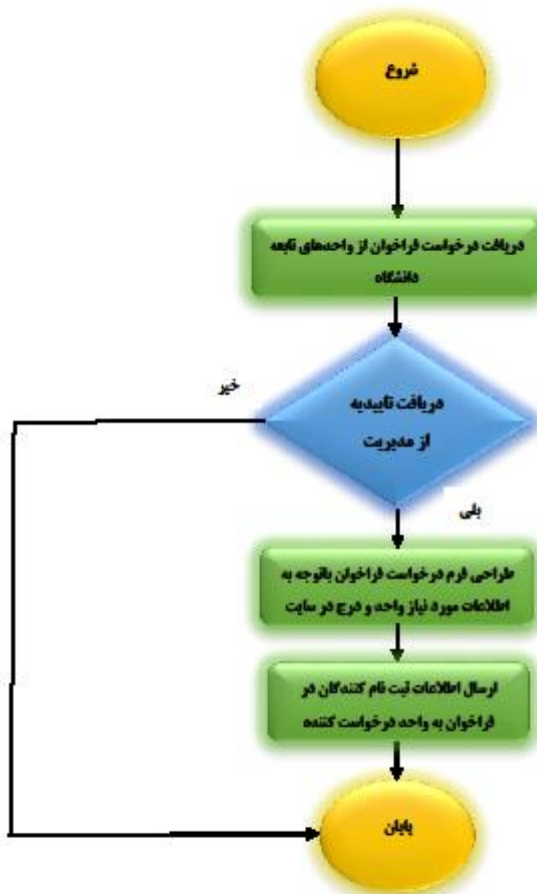 شروع
دریافت درخواست فراخوان از واحدهای تابعه
دانشگاه
خیر
دریافت تاییدیه
از مدیریت
بلی
طراحی فرم درخواست فراخوان باتوجه به
اطلاعات مورد نیاز واحد و درج در سایت
ارسال اطلاعات ثبت نام کنندگان در
فراخوان به واحد درخواست کننده
پایان